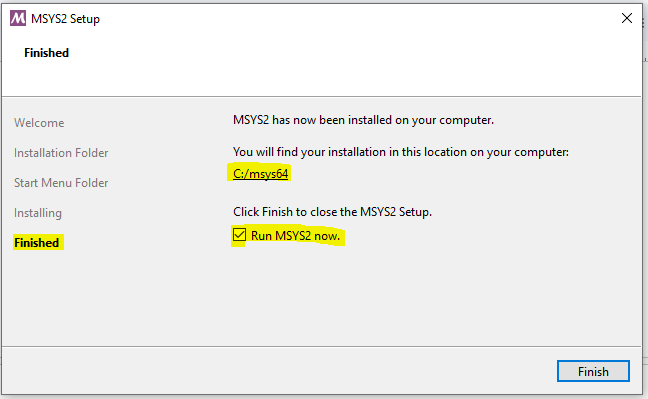 MSYS2 Setup
Finished
Welcome
Installation Folder
Start Menu Folder
Installing
Finished
MSYS2 has now been installed on your computer.
You will find your installation in this location on your computer:
C:/msys64
Click Finish to close the MSYS2 Setup.
Run MSYS2 now.
Finish